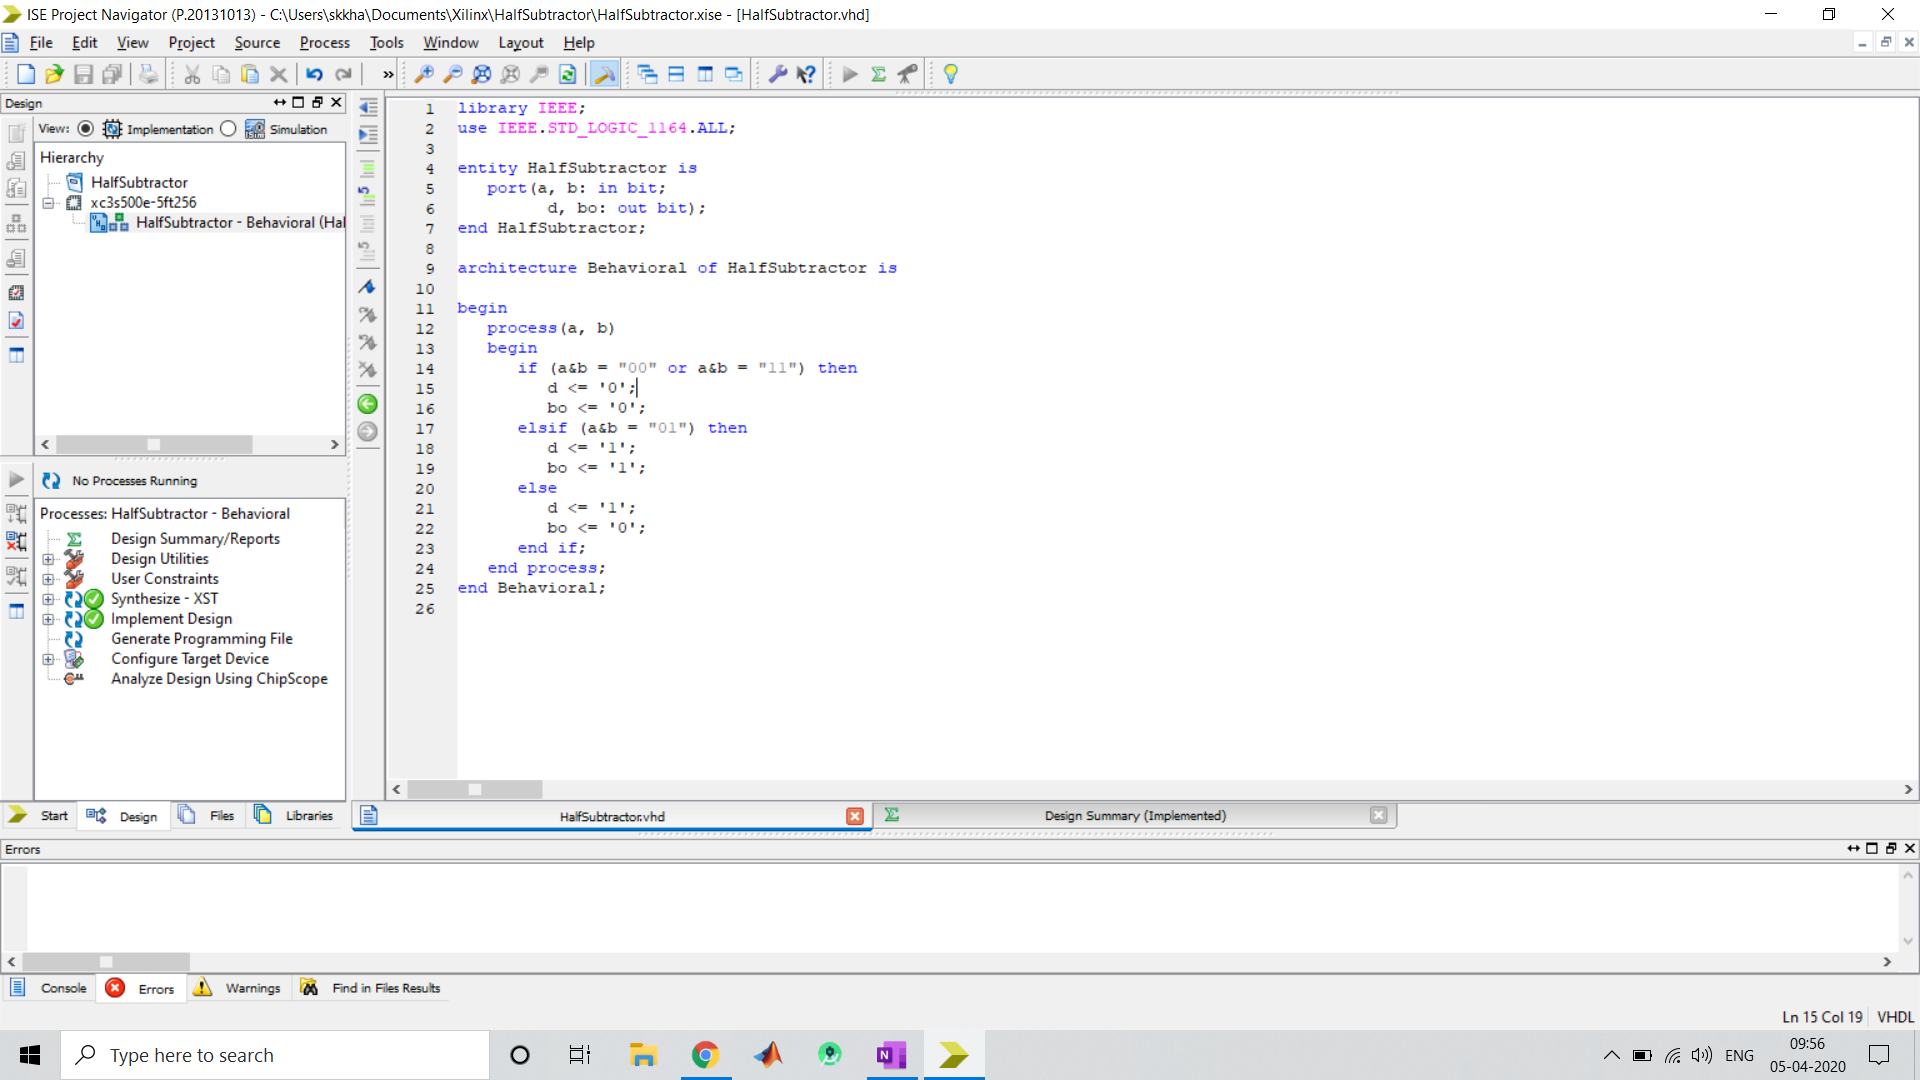 ISE Project Navigator (P.20131013) - C:\Users\skkha\Documents\Xilinx\HalfSubtractor\HalfSubtractor.xise - [HalfSubtractor.vhd]
File Edit View Project Source Process Tools Window Layout Help
»
Design
View: Implementation Simulation
Hierarchy
HalfSubtractor
xc3s500e-5ft256
HalfSubtractor - Behavioral (Hal
No Processes Running
Processes: HalfSubtractor - Behavioral
Design Summary/Reports
Design Utilities
User Constraints
Synthesize - XST
Implement Design
Generate Programming File
Configure Target Device
Analyze Design Using ChipScope
Start Design Files Libraries
1 library IEEE;
2 use IEEE.STD_LOGIC_1164.ALL;
3
4 entity HalfSubtractor is
5 port(a, b: in bit;
6 d, bo: out bit);
7 end HalfSubtractor;
8
9 architecture Behavioral of HalfSubtractor is
10
11 begin
12 process(a, b)
13 begin
14 if (a&b = "00" or a&b = "11") then
15 d <= '0';
16 bo <= '0';
17 elsif (a&b = "01") then
18 d <= '1';
19 bo <= '1';
20 else
21 d <= '1';
22 bo <= '0';
23 end if;
24 end process;
25 end Behavioral;
26
HalfSubtractor.vhd Design Summary (Implemented)
Errors
Console Errors Warnings Find in Files Results
Ln 15 Col 19 VHDL
Type here to search
N
ENG
09:56
05-04-2020